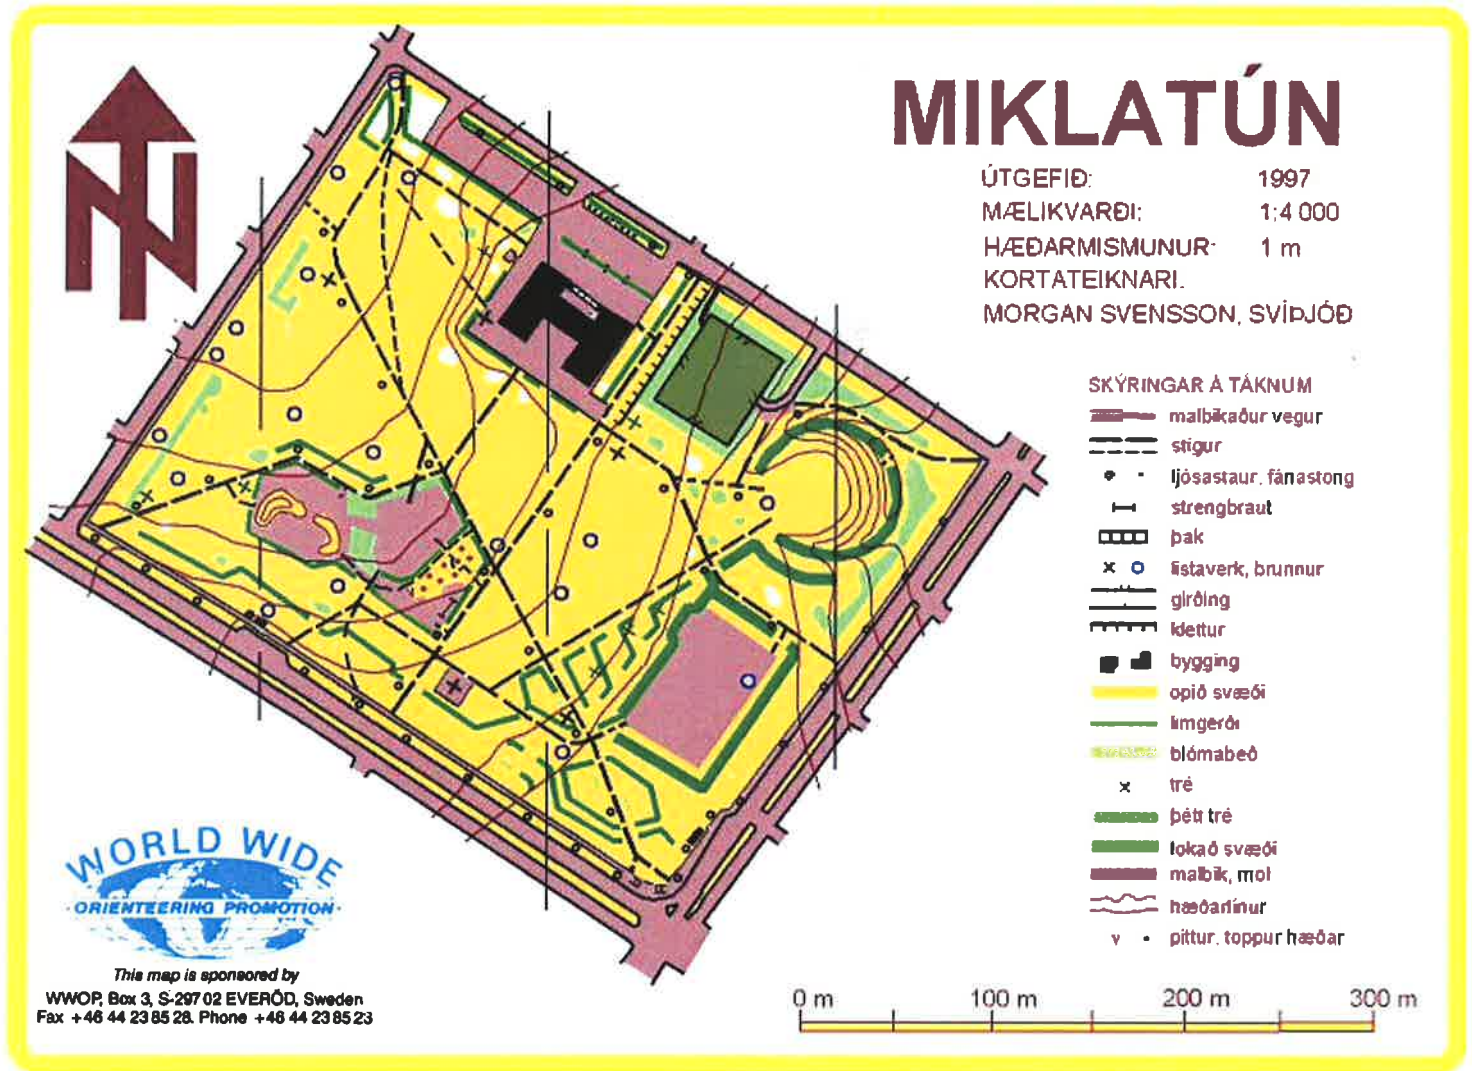 MIKLATÚN
ÚTGEFIÐ: 1997
MÆLIKVARÐI: 1:4 000
HÆÐARMISMUNUR· 1 m
KORTATEIKNARI.
MORGAN SVENSSON, SVÍÞJÓÐ
SKÝRINGAR Á TÁKNUM
malbikaður vegur
stígur
ljósastaur, fánastong
strengbraut
þak
listaverk, brunnur
girðing
klettur
bygging
opið svæði
limgerði
blómabeð
tré
þétt tré
lokað svæði
malbik, möl
hæðarlínur
pittur, toppur hæðar
N
WORLD WIDE
·ORIENTEERING PROMOTION·
This map is sponsored by
WWOP, Box 3, S-297 02 EVERÖD, Sweden
Fax +46 44 23 85 28. Phone +46 44 23 85 23
0 m 100 m 200 m 300 m